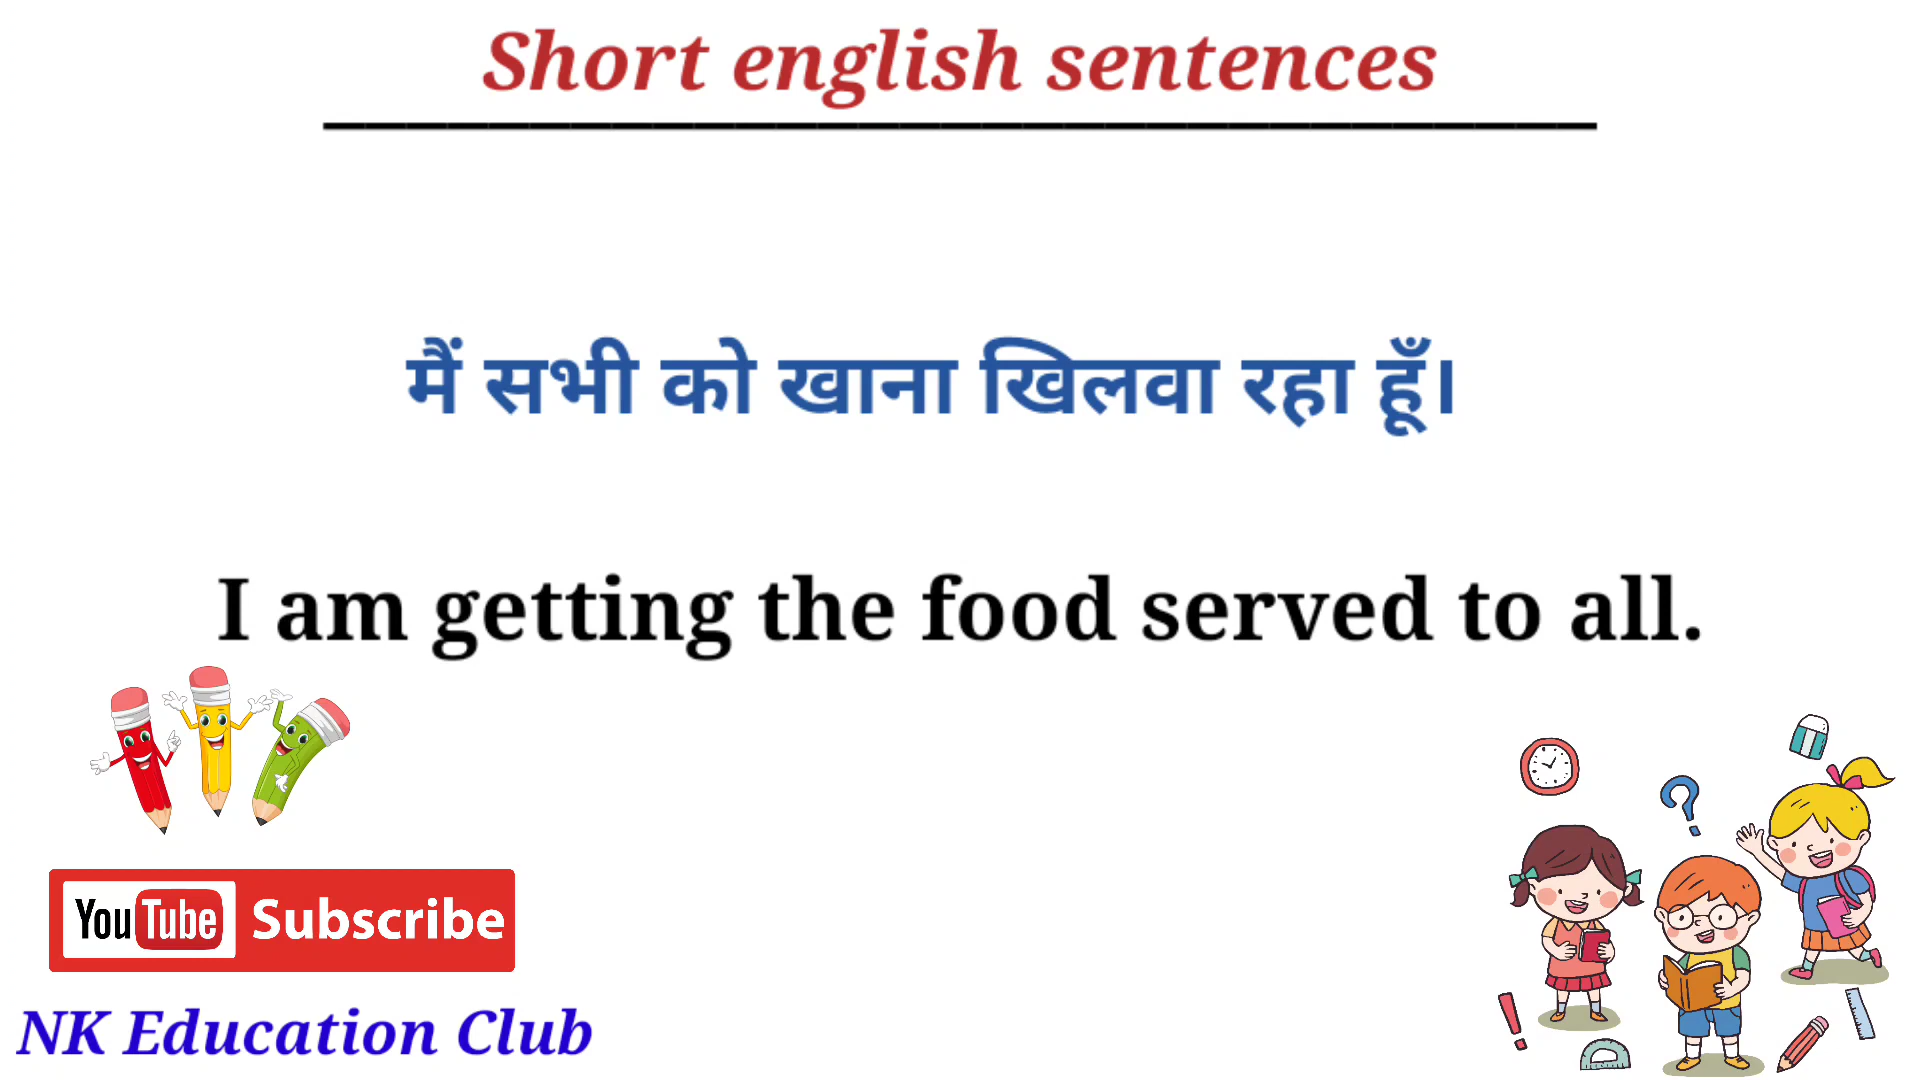 Short english sentences
मैं सभी को खाना खिलवा रहा हूँ।
I am getting the food served to all.
YouTube Subscribe
NK Education Club